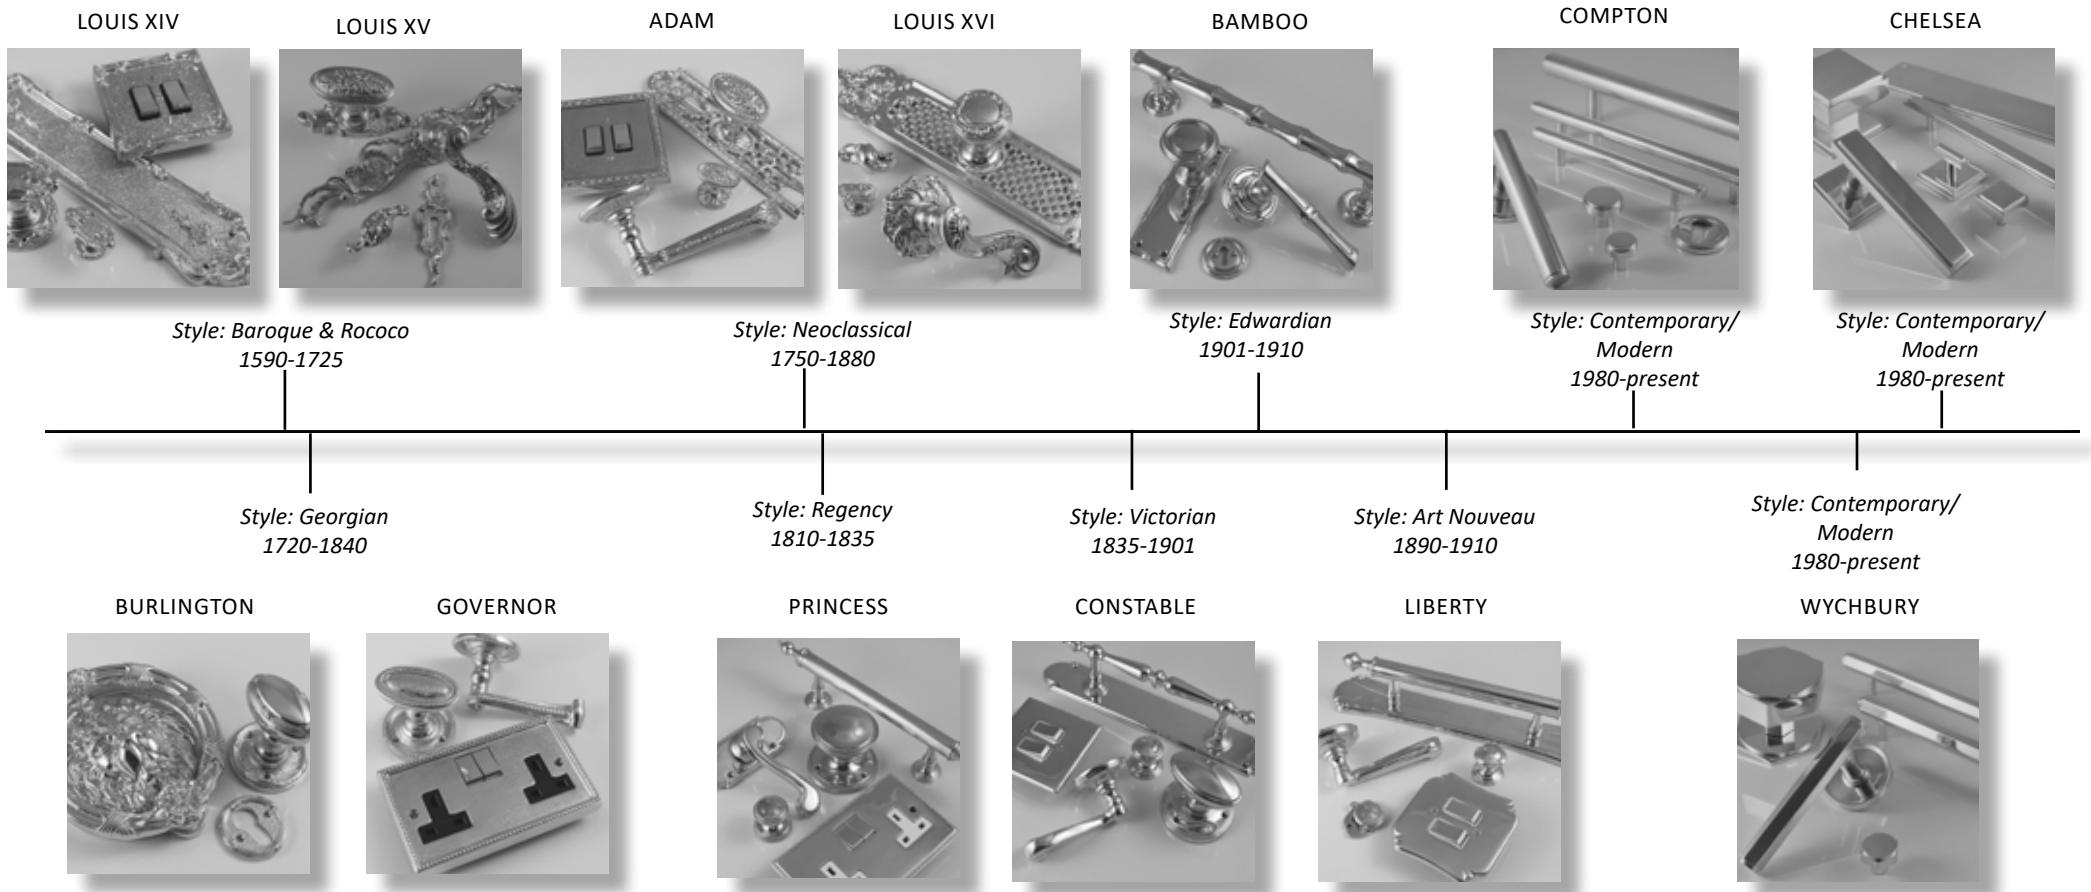 LOUIS XIV
LOUIS XV
ADAM
LOUIS XVI
BAMBOO
COMPTON
CHELSEA
Style: Baroque & Rococo
1590-1725
Style: Neoclassical
1750-1880
Style: Edwardian
1901-1910
Style: Contemporary/
Modern
1980-present
Style: Contemporary/
Modern
1980-present
Style: Georgian
1720-1840
Style: Regency
1810-1835
Style: Victorian
1835-1901
Style: Art Nouveau
1890-1910
Style: Contemporary/
Modern
1980-present
BURLINGTON
GOVERNOR
PRINCESS
CONSTABLE
LIBERTY
WYCHBURY